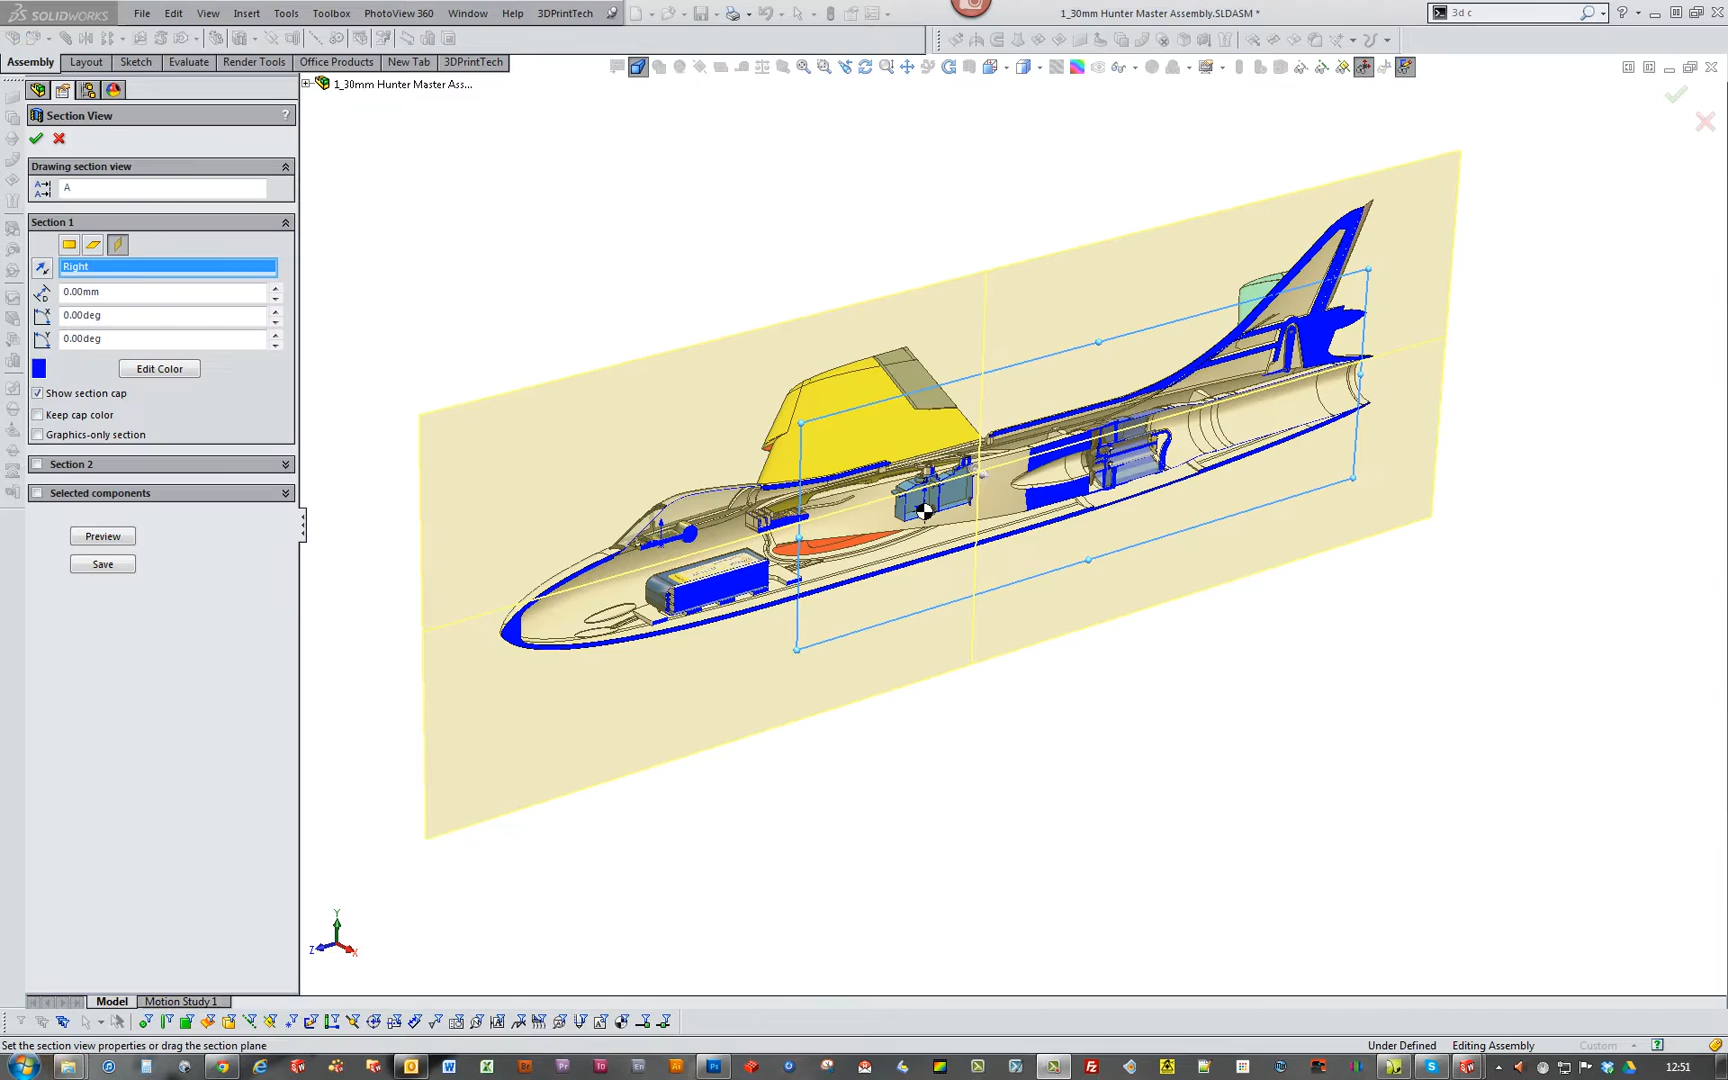 SOLIDWORKS File Edit View Insert Tools Toolbox PhotoView 360 Window Help 3DPrintTech 1_30mm Hunter Master Assembly.SLDASM * 3d c
Assembly Layout Sketch Evaluate Render Tools Office Products New Tab 3DPrintTech
1_30mm Hunter Master Ass...
Section View ?
Drawing section view
A
Section 1
Right
0.00mm
0.00deg
0.00deg
Edit Color
Show section cap
Keep cap color
Graphics-only section
Section 2
Selected components
Preview
Save
Y
Z X
Model Motion Study 1
Set the section view properties or drag the section plane Under Defined Editing Assembly Custom
12:51